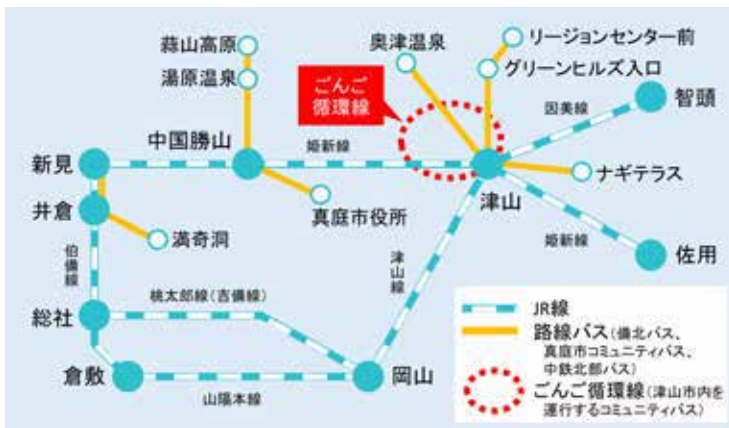 蒜山高原
湯原温泉
奥津温泉
リージョンセンター前
グリーンヒルズ入口
ごんご
循環線
智頭
因美線
中国勝山
姫新線
新見
津山
ナギテラス
井倉
真庭市役所
満奇洞
伯備線
津山線
姫新線
佐用
桃太郎線(吉備線)
総社
倉敷
岡山
山陽本線
JR線
路線バス(備北バス、
真庭市コミュニティバス、
中鉄北部バス)
ごんご循環線(津山市内を
運行するコミュニティバス)